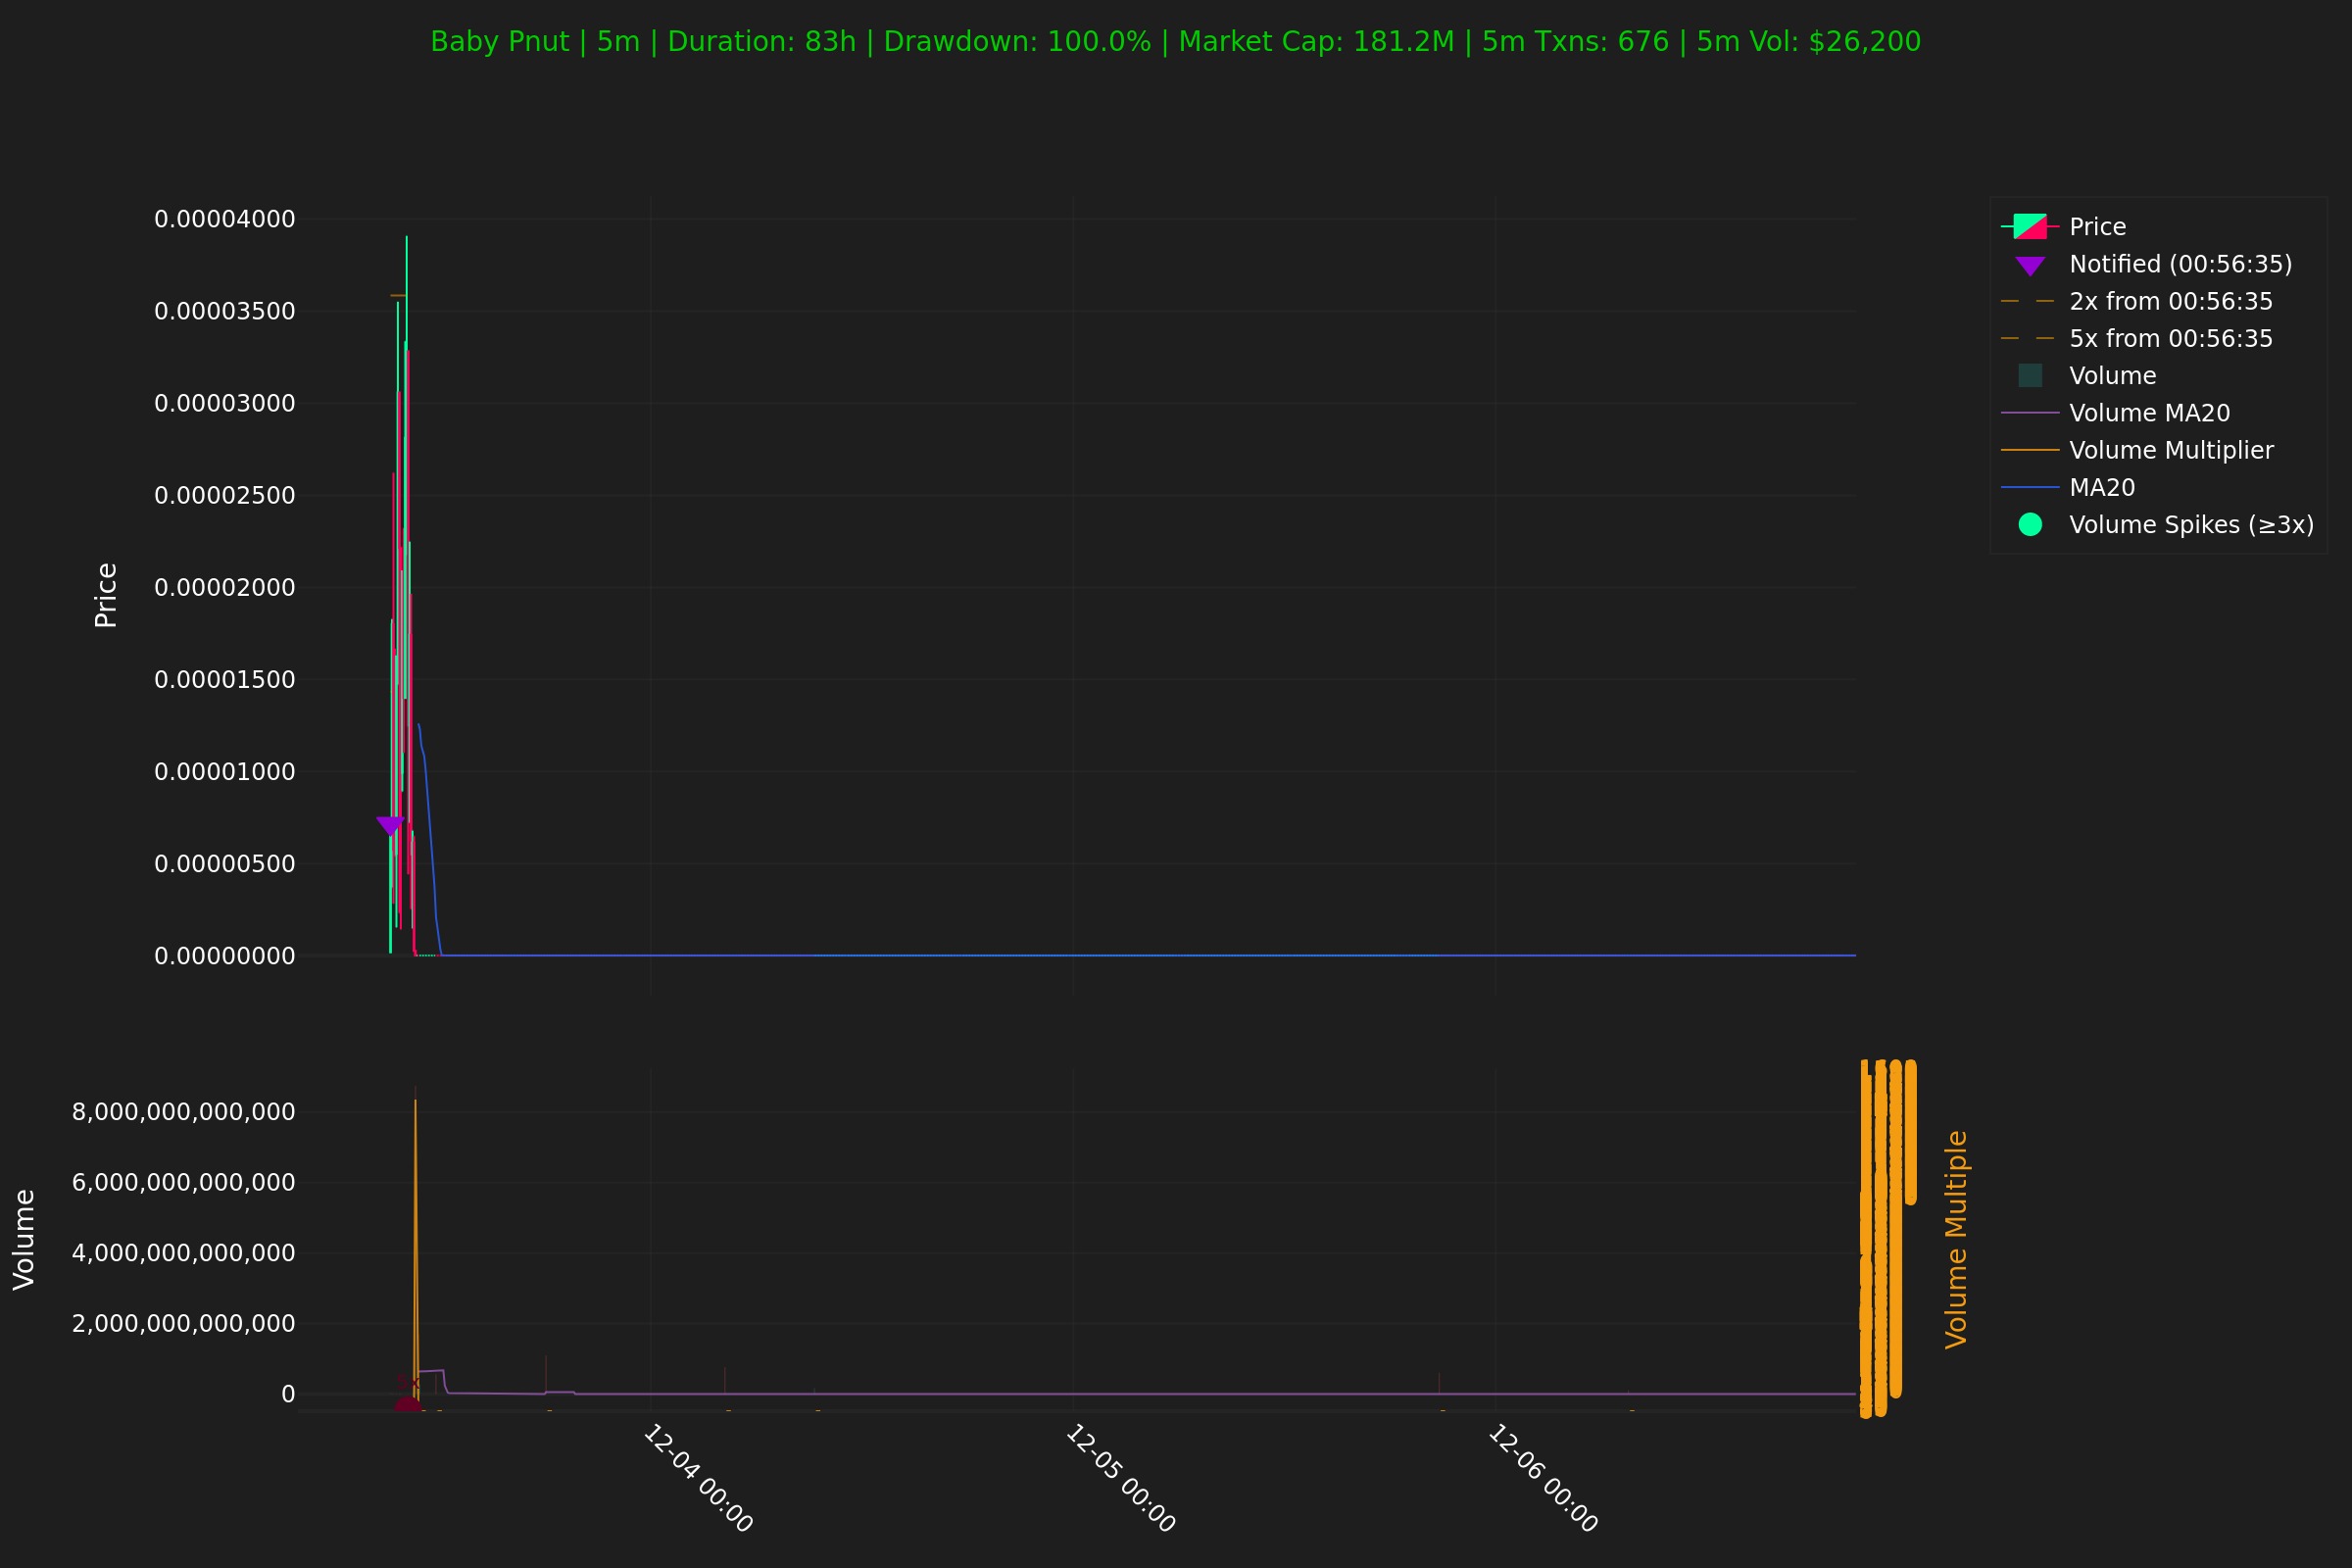 Baby Pnut | 5m | Duration: 83h | Drawdown: 100.0% | Market Cap: 181.2M | 5m Txns: 676 | 5m Vol: $26,200
0.00004000
0.00003500
0.00003000
0.00002500
0.00002000
0.00001500
0.00001000
0.00000500
0.00000000
Price
Price
Notified (00:56:35)
2x from 00:56:35
5x from 00:56:35
Volume
Volume MA20
Volume Multiplier
MA20
Volume Spikes (≥3x)
8,000,000,000,000
6,000,000,000,000
4,000,000,000,000
2,000,000,000,000
0
Volume
Volume Multiple
12-04 00:00
12-05 00:00
12-06 00:00